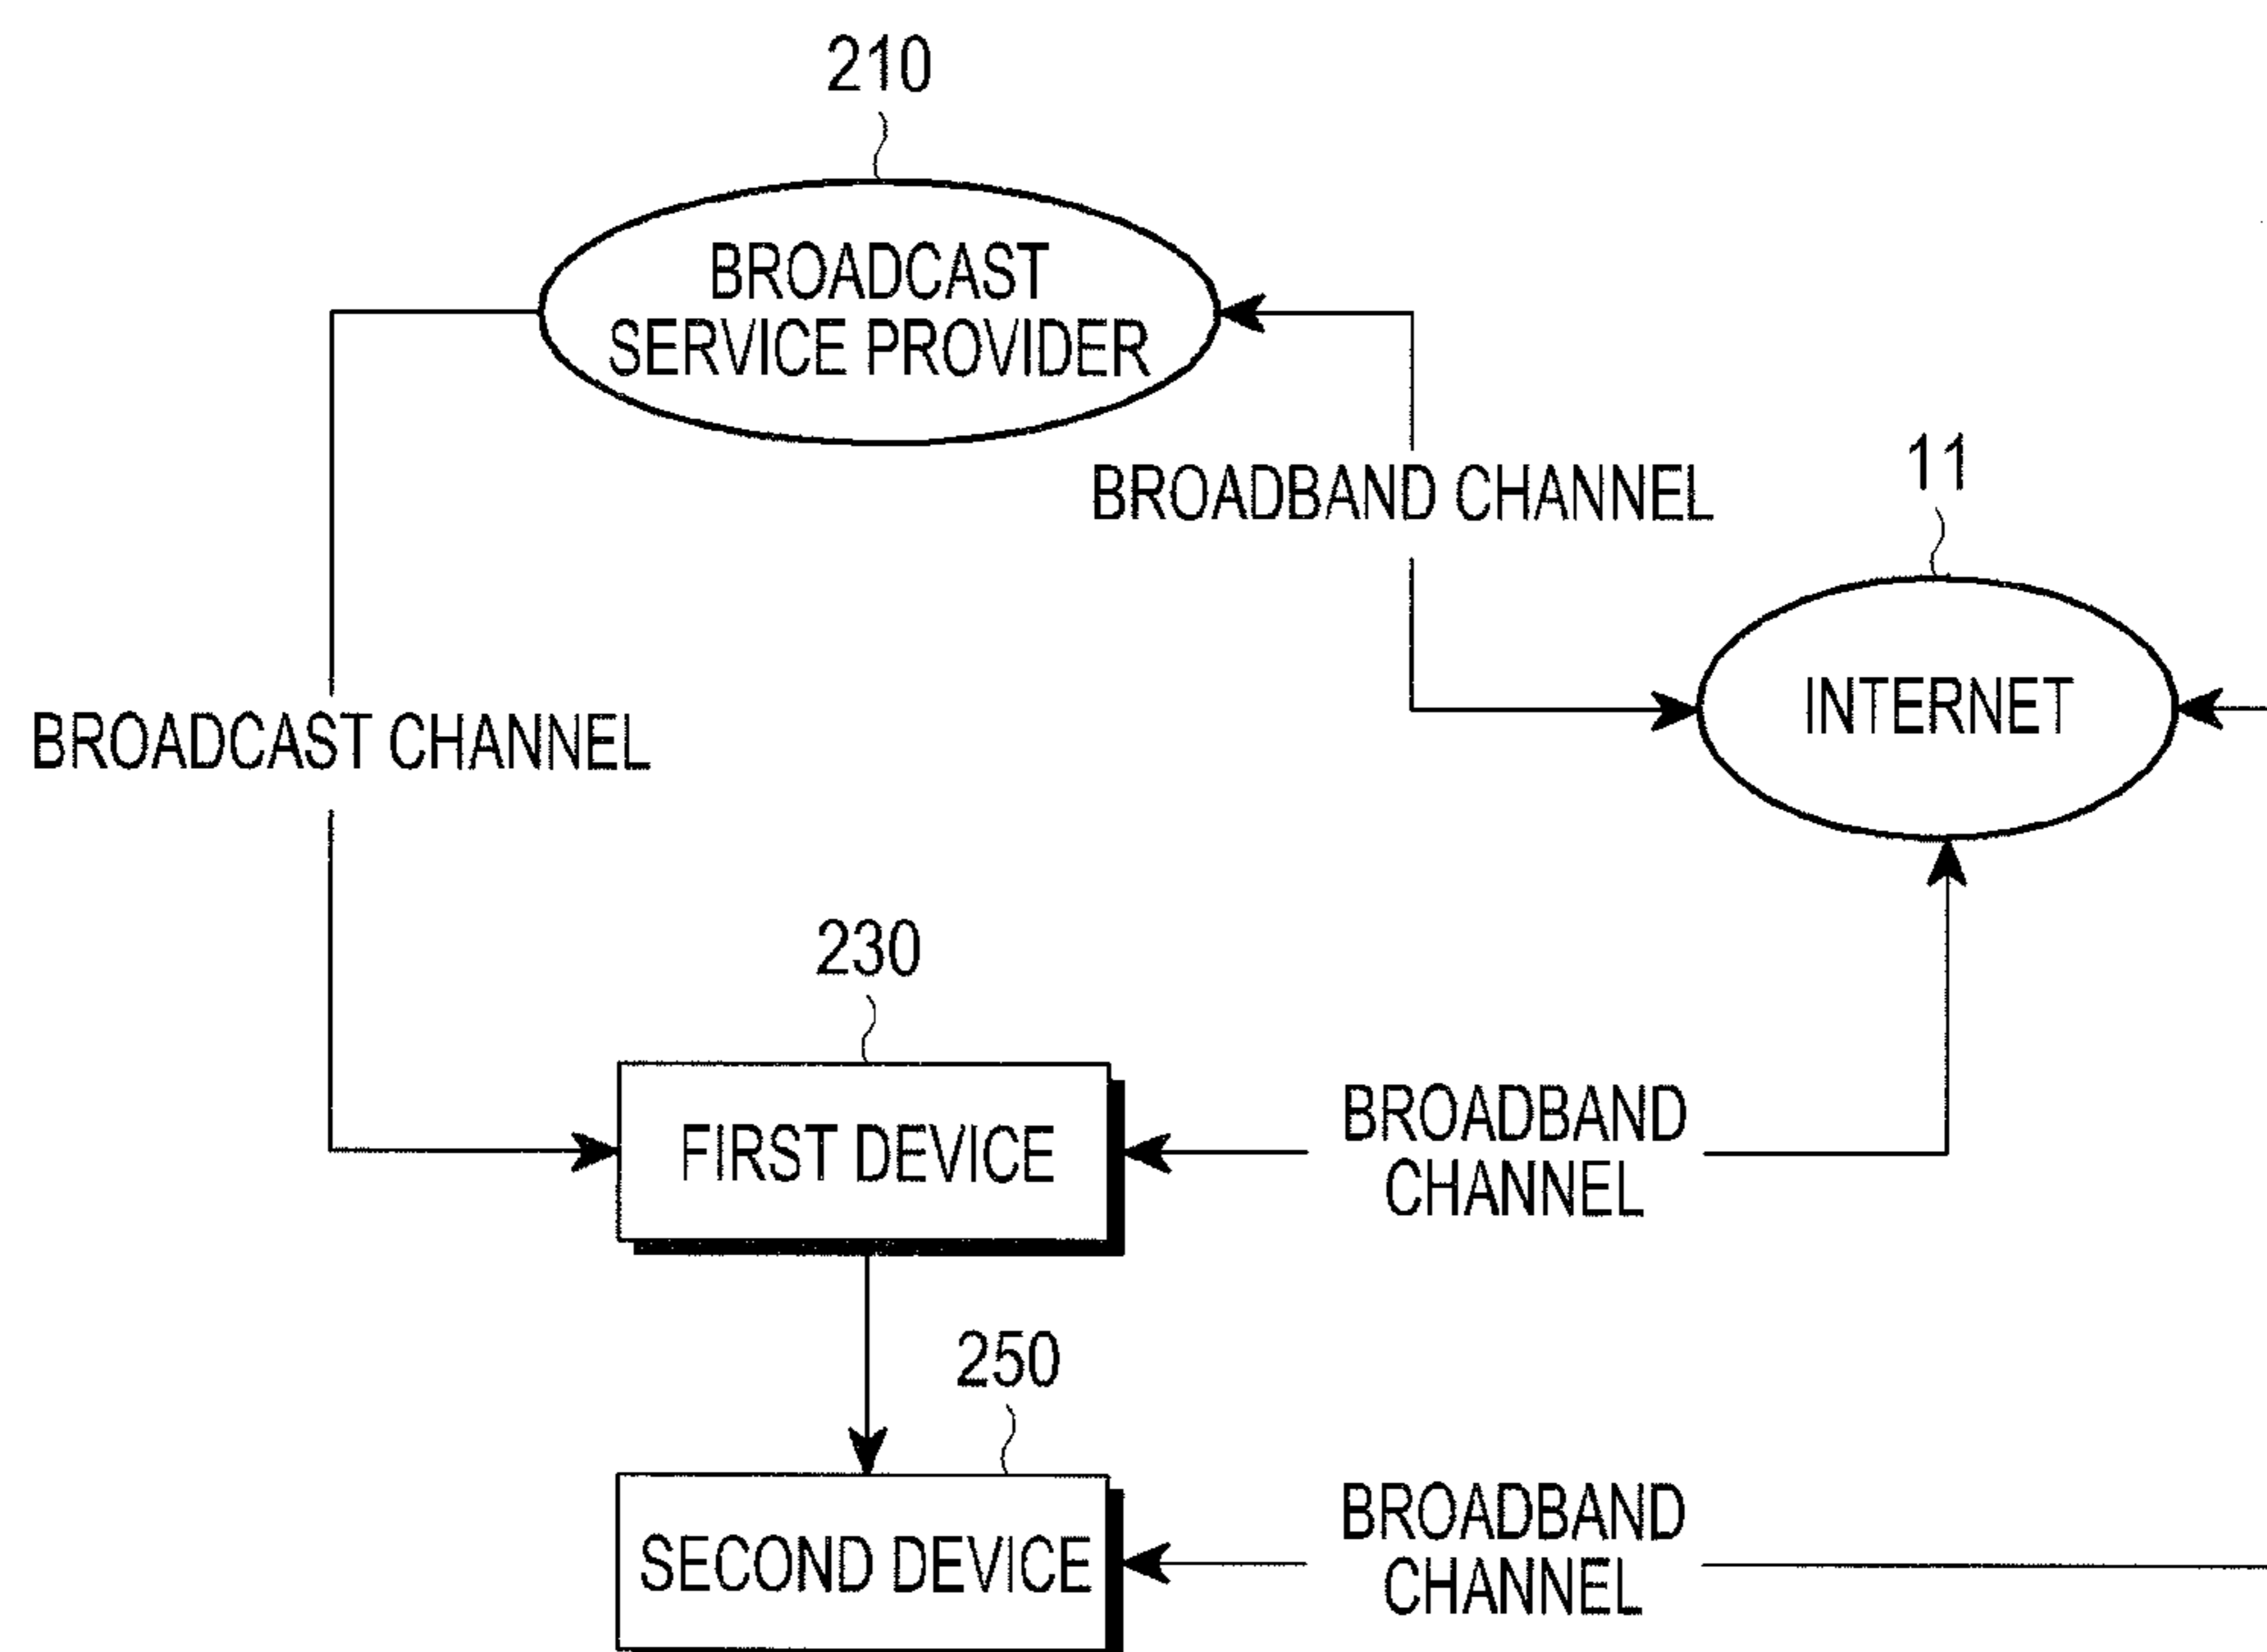 210
BROADCAST
SERVICE PROVIDER
BROADBAND CHANNEL
11
INTERNET
BROADCAST CHANNEL
230
FIRST DEVICE
BROADBAND
CHANNEL
250
SECOND DEVICE
BROADBAND
CHANNEL